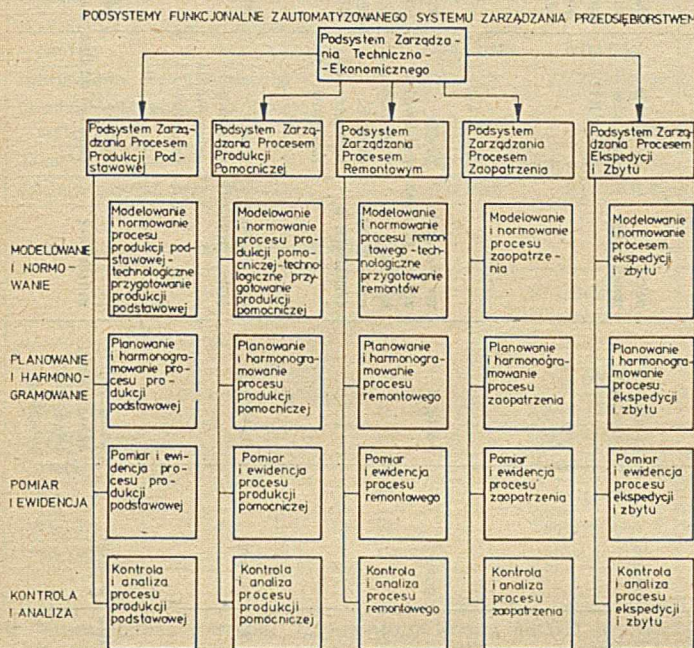 PODSYSTEMY FUNKCJONALNE ZAUTOMATYZOWANEGO SYSTEMU ZARZĄDZANIA PRZEDSIĘBIORSTWEM
Podsystem Zarządza-
nia Techniczno-
-Ekonomicznego
Podsystem Zarzą-
dzania Procesem
Produkcji Pod-
stawowej
Podsystem Zarzą-
dzania Procesem
Produkcji
Pomocniczej
Podsystem
Zarządzania
Procesem
Remontowym
Podsystem
Zarządzania
Procesem
Zaopatrzenia
Podsystem Zarzą-
dzania Procesem
Ekspedycji
i Zbytu
MODELOWANIE
I NORMO-
WANIE
Modelowanie
i normowanie
procesu
produkcji pod-
stawowej-
technologiczne
przygotowanie
produkcji
podstawowej
Modelowanie
i normowanie
procesu pro-
dukcji pomo-
cniczej-techno-
logiczne przy-
gotowanie
produkcji
pomocniczej
Modelowanie
i normowanie
procesu remon
towego-tech-
nologiczne
przygotowanie
remontów
Modelowanie
i normowanie
procesu
zaopatrze-
nia
Modelowanie
i normowanie
procesem
ekspedycji
i zbytu
PLANOWANIE
I HARMONO-
GRAMOWANIE
Planowanie
i harmonogra-
mowanie pro-
cesu pro-
dukcji
podstawowej
Planowanie
i harmonogra-
mowanie
procesu
produkcji
pomocniczej
Planowanie
i harmonogra-
mowanie
procesu
remontowego
Planowanie
i harmonogra-
mowanie
procesu
zaopatrzenia
Planowanie
i harmonogra-
mowanie
procesu
ekspedycji
i zbytu
POMIAR
I EWIDENCJA
Pomiar i ewi-
dencja pro-
cesu pro-
dukcji
podstawowej
Pomiar
i ewidencja
procesu
produkcji
pomocniczej
Pomiar
i ewidencja
procesu
remontowego
Pomiar
i ewidencja
procesu
zaopatrzenia
Pomiar
i ewidencja
procesu
ekspedycji
i zbytu
KONTROLA
I ANALIZA
Kontrola
i analiza
procesu
produkcji
podstawowej
Kontrola
i analiza
procesu
produkcji
pomocniczej
Kontrola
i analiza
procesu
remontowego
Kontrola
i analiza
procesu
zaopatrzenia
Kontrola
i analiza
procesu
ekspedycji
i zbytu